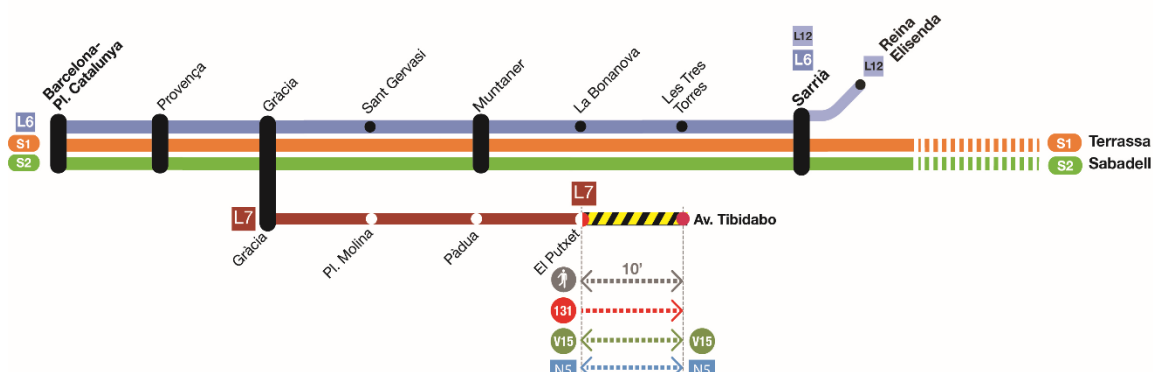 Barcelona-
Pl. Catalunya
Provença
Gràcia
Sant Gervasi
Muntaner
La Bonanova
Les Tres
Torres
L12
L6
Sarrià
L12
Reina
Elisenda
L6
S1
S2
S1 Terrassa
S2 Sabadell
L7
L7
Av. Tibidabo
Gràcia
Pl. Molina
Pàdua
El Putxet
10'
131
V15
V15
N5
N5